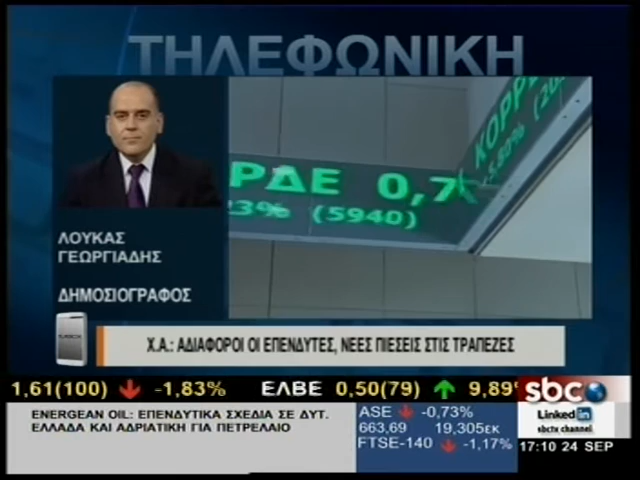 ΤΗΛΕΦΩΝΙΚΗ
ΡΔΕ 0,7
23% (5940)
ΚΟΡΡ
ΛΟΥΚΑΣ
ΓΕΩΡΓΙΑΔΗΣ
ΔΗΜΟΣΙΟΓΡΑΦΟΣ
Χ.Α.: ΑΔΙΑΦΟΡΟΙ ΟΙ ΕΠΕΝΔΥΤΕΣ, ΝΕΕΣ ΠΙΕΣΕΙΣ ΣΤΙΣ ΤΡΑΠΕΖΕΣ
1,61(100) -1,83% ΕΛΒΕ 0,50(79) 9,89%
sbc
ENERGEAN OIL: ΕΠΕΝΔΥΤΙΚΑ ΣΧΕΔΙΑ ΣΕ ΔΥΤ.
ΕΛΛΑΔΑ ΚΑΙ ΑΔΡΙΑΤΙΚΗ ΓΙΑ ΠΕΤΡΕΛΑΙΟ
ASE -0,73%
663,69 19,305εκ
FTSE-140 -1,17%
Linked in
sbctv channel
17:10 24 SEP